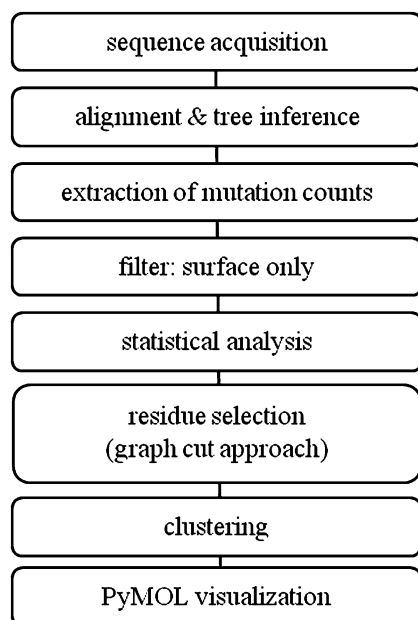 sequence acquisition
alignment & tree inference
extraction of mutation counts
filter: surface only
statistical analysis
residue selection
(graph cut approach)
clustering
PyMOL visualization